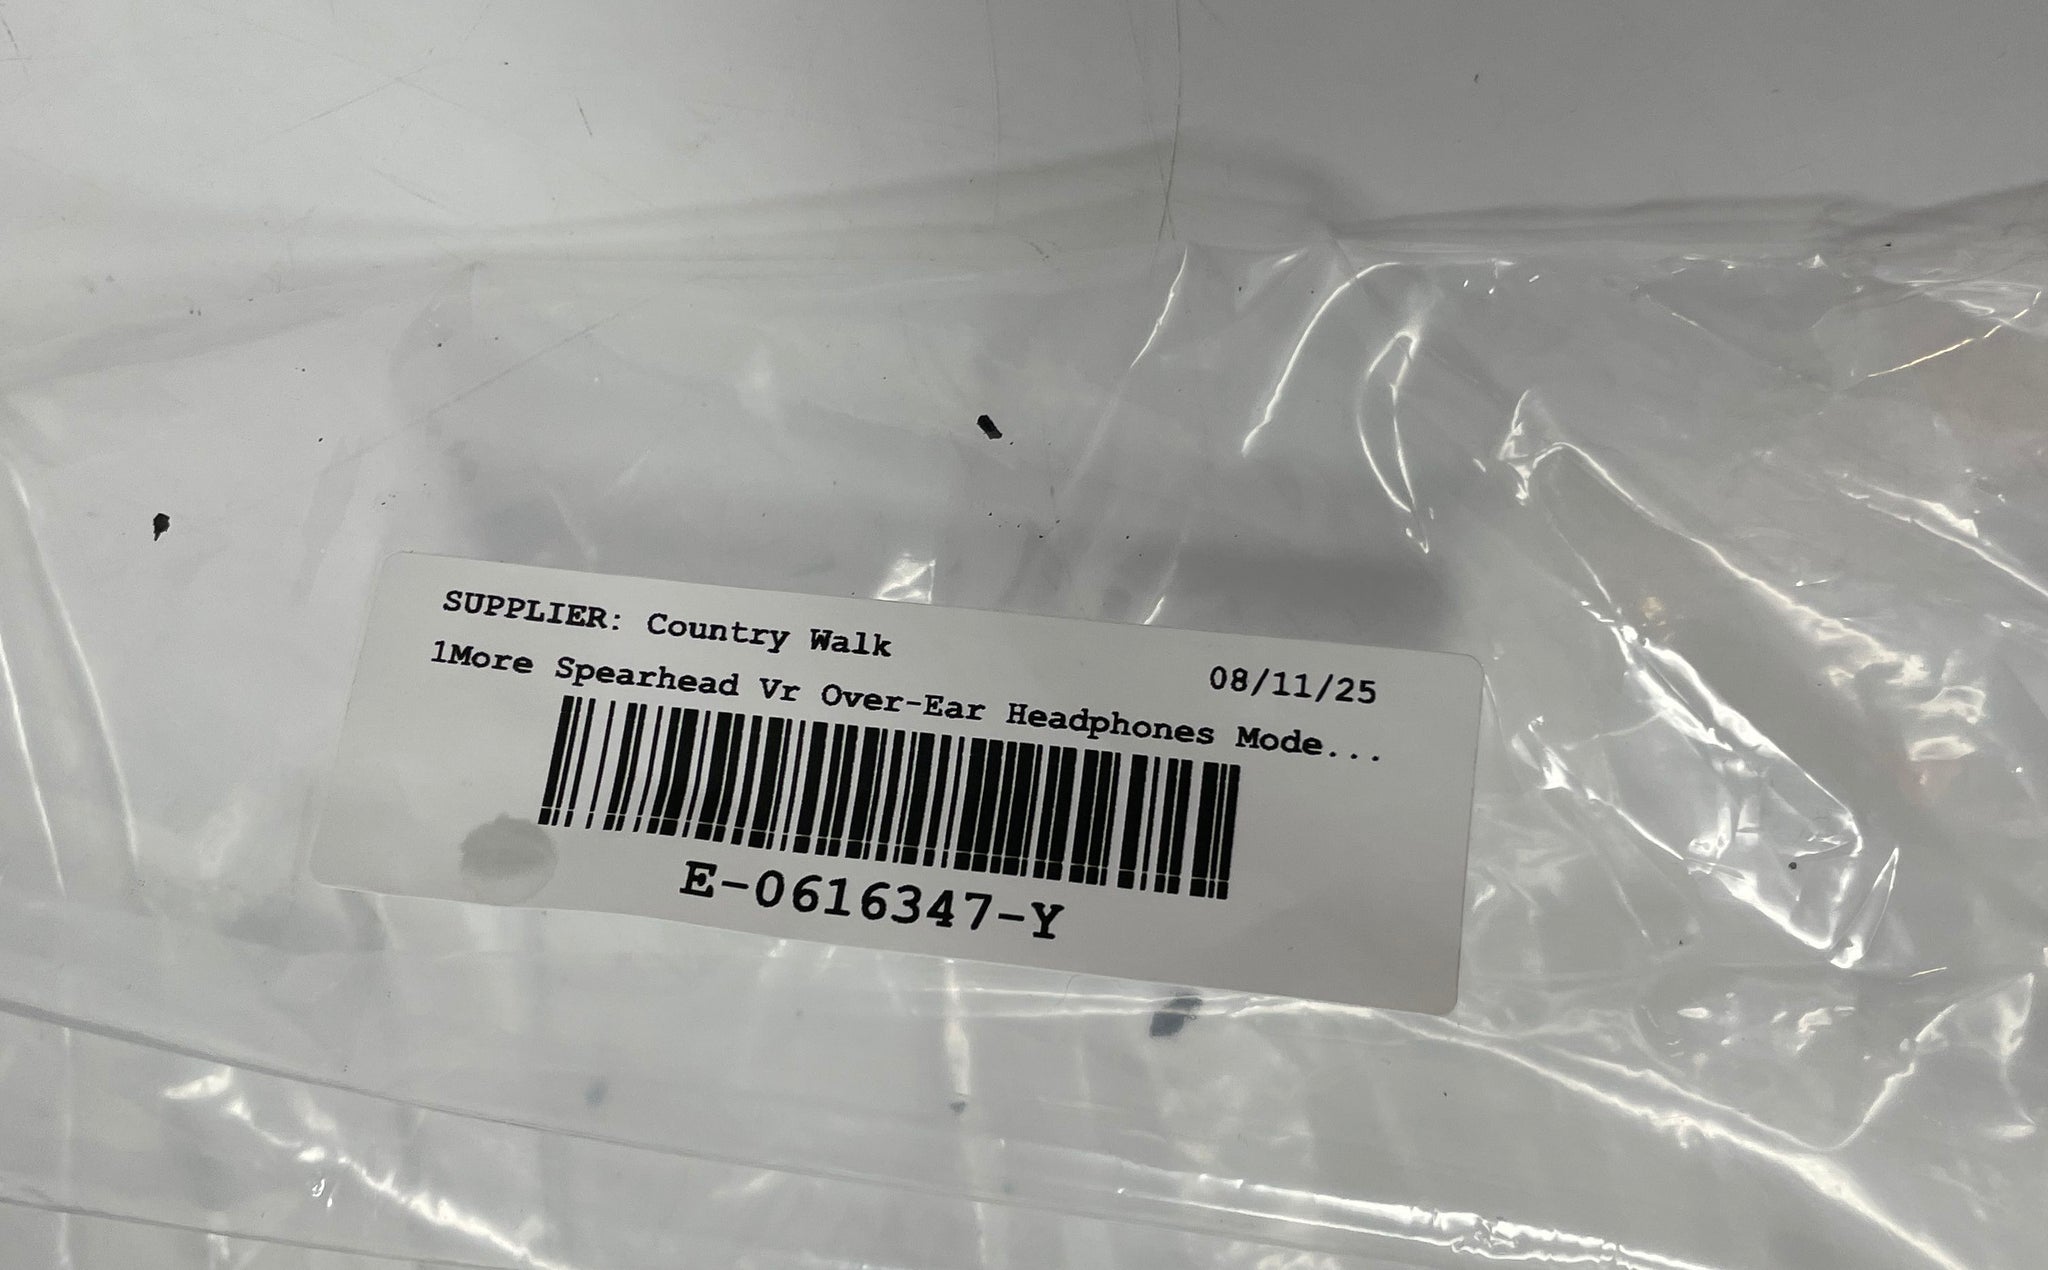 SUPPLIER: Country Walk
08/11/25
1More Spearhead Vr Over-Ear Headphones Mode...
E-0616347-Y